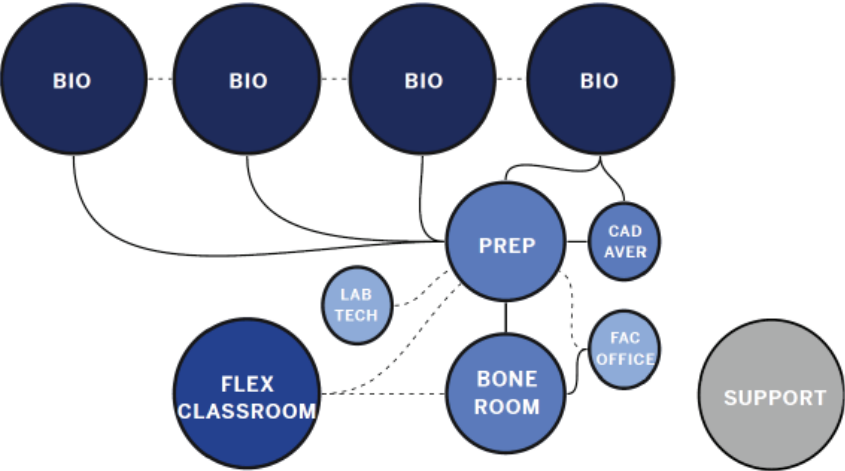 BIO
BIO
BIO
BIO
PREP
CAD
AVER
LAB
TECH
FAC
OFFICE
FLEX
CLASSROOM
BONE
ROOM
SUPPORT